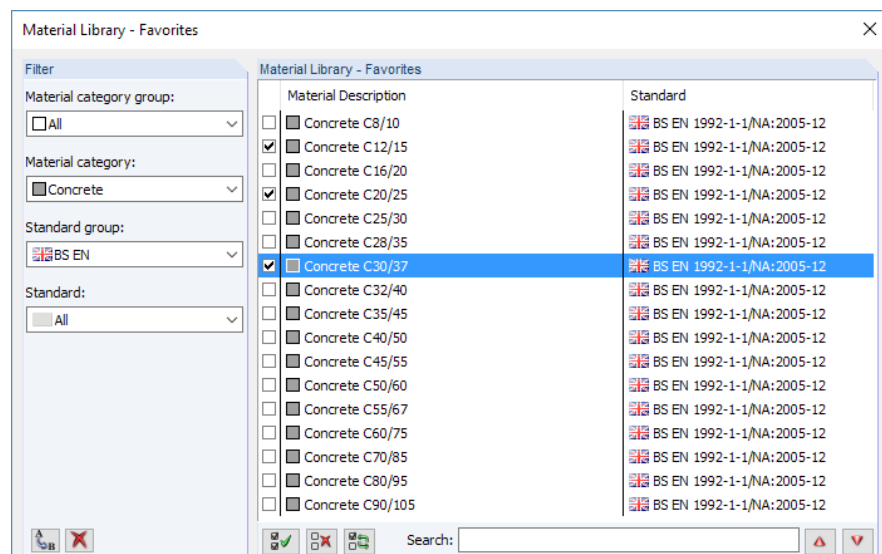 Material Library - Favorites
Filter
Material category group:
All
Material category:
Concrete
Standard group:
BS EN
Standard:
All
Material Library - Favorites
Material Description Standard
Concrete C8/10 BS EN 1992-1-1/NA:2005-12
Concrete C12/15 BS EN 1992-1-1/NA:2005-12
Concrete C16/20 BS EN 1992-1-1/NA:2005-12
Concrete C20/25 BS EN 1992-1-1/NA:2005-12
Concrete C25/30 BS EN 1992-1-1/NA:2005-12
Concrete C28/35 BS EN 1992-1-1/NA:2005-12
Concrete C30/37 BS EN 1992-1-1/NA:2005-12
Concrete C32/40 BS EN 1992-1-1/NA:2005-12
Concrete C35/45 BS EN 1992-1-1/NA:2005-12
Concrete C40/50 BS EN 1992-1-1/NA:2005-12
Concrete C45/55 BS EN 1992-1-1/NA:2005-12
Concrete C50/60 BS EN 1992-1-1/NA:2005-12
Concrete C55/67 BS EN 1992-1-1/NA:2005-12
Concrete C60/75 BS EN 1992-1-1/NA:2005-12
Concrete C70/85 BS EN 1992-1-1/NA:2005-12
Concrete C80/95 BS EN 1992-1-1/NA:2005-12
Concrete C90/105 BS EN 1992-1-1/NA:2005-12
Search: